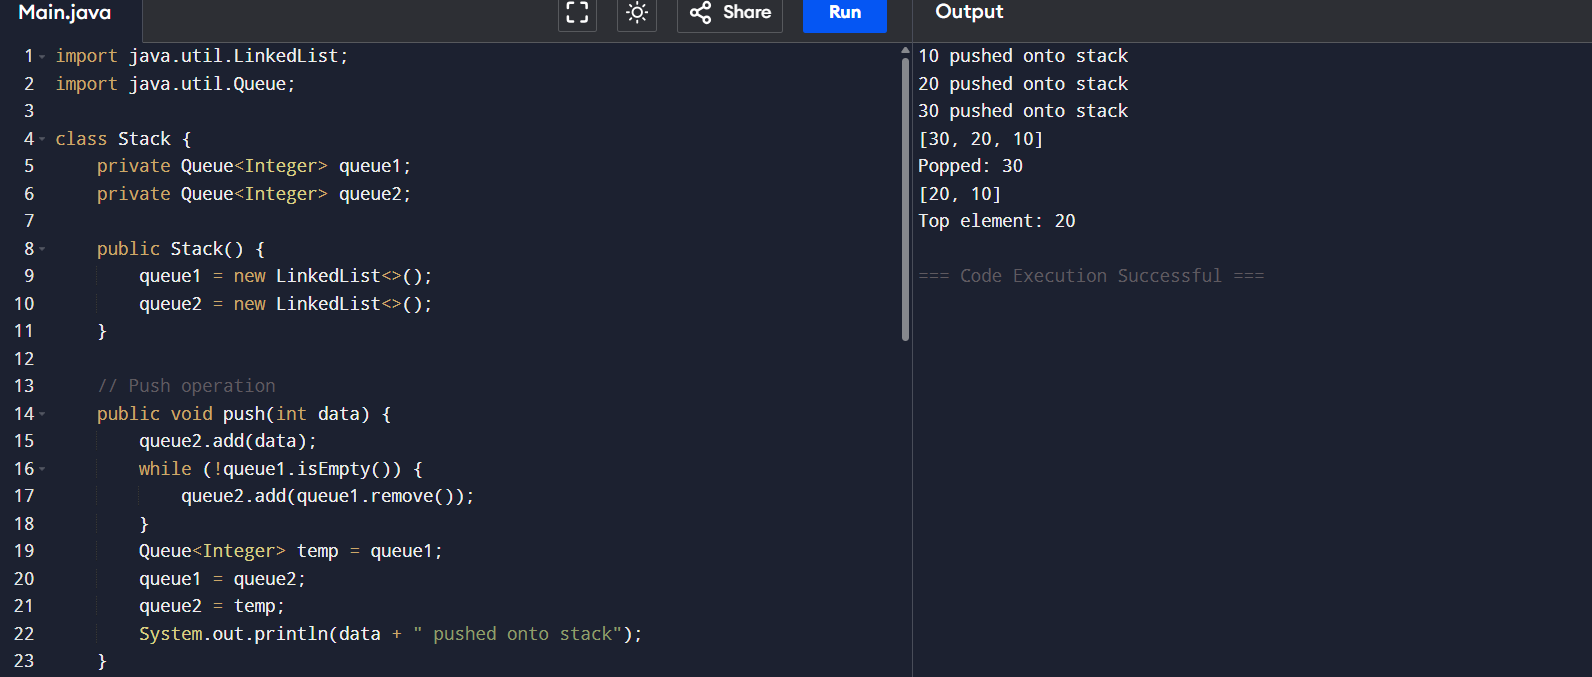 Main.java
Share
Run
Output
1 import java.util.LinkedList;
2 import java.util.Queue;
3
4 class Stack {
5     private Queue<Integer> queue1;
6     private Queue<Integer> queue2;
7
8     public Stack() {
9         queue1 = new LinkedList<>();
10         queue2 = new LinkedList<>();
11     }
12
13     // Push operation
14     public void push(int data) {
15         queue2.add(data);
16         while (!queue1.isEmpty()) {
17             queue2.add(queue1.remove());
18         }
19         Queue<Integer> temp = queue1;
20         queue1 = queue2;
21         queue2 = temp;
22         System.out.println(data + " pushed onto stack");
23     }
10 pushed onto stack
20 pushed onto stack
30 pushed onto stack
[30, 20, 10]
Popped: 30
[20, 10]
Top element: 20
=== Code Execution Successful ===